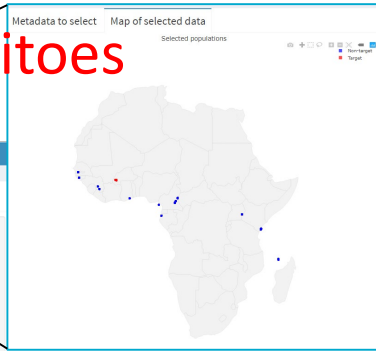 Metadata to select Map of selected data
itoes
Selected populations
Non-target
Target